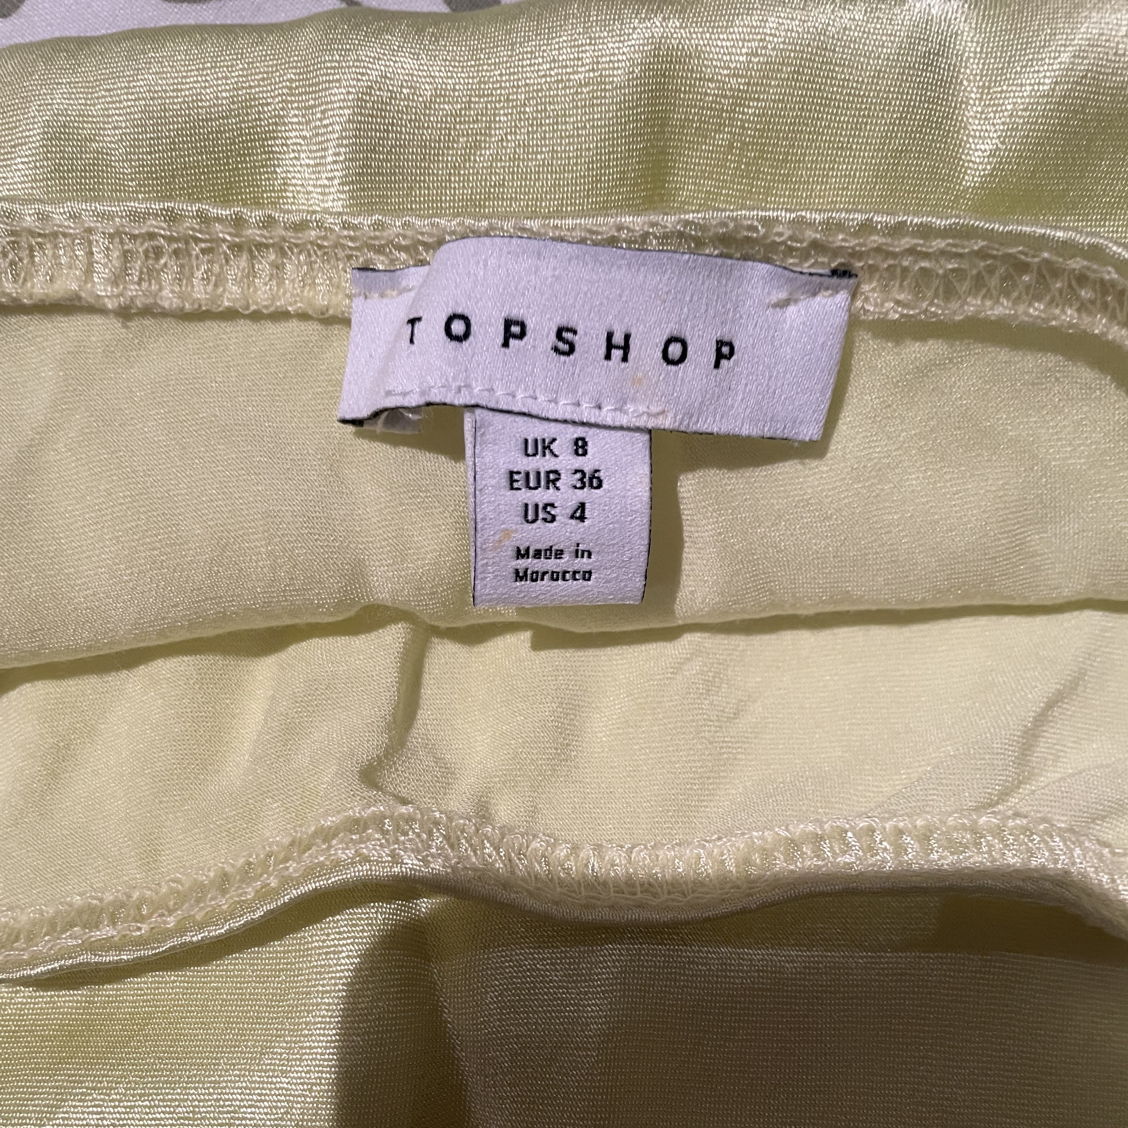 TOPSHOP
UK 8
EUR 36
US 4
Made in
Morocco